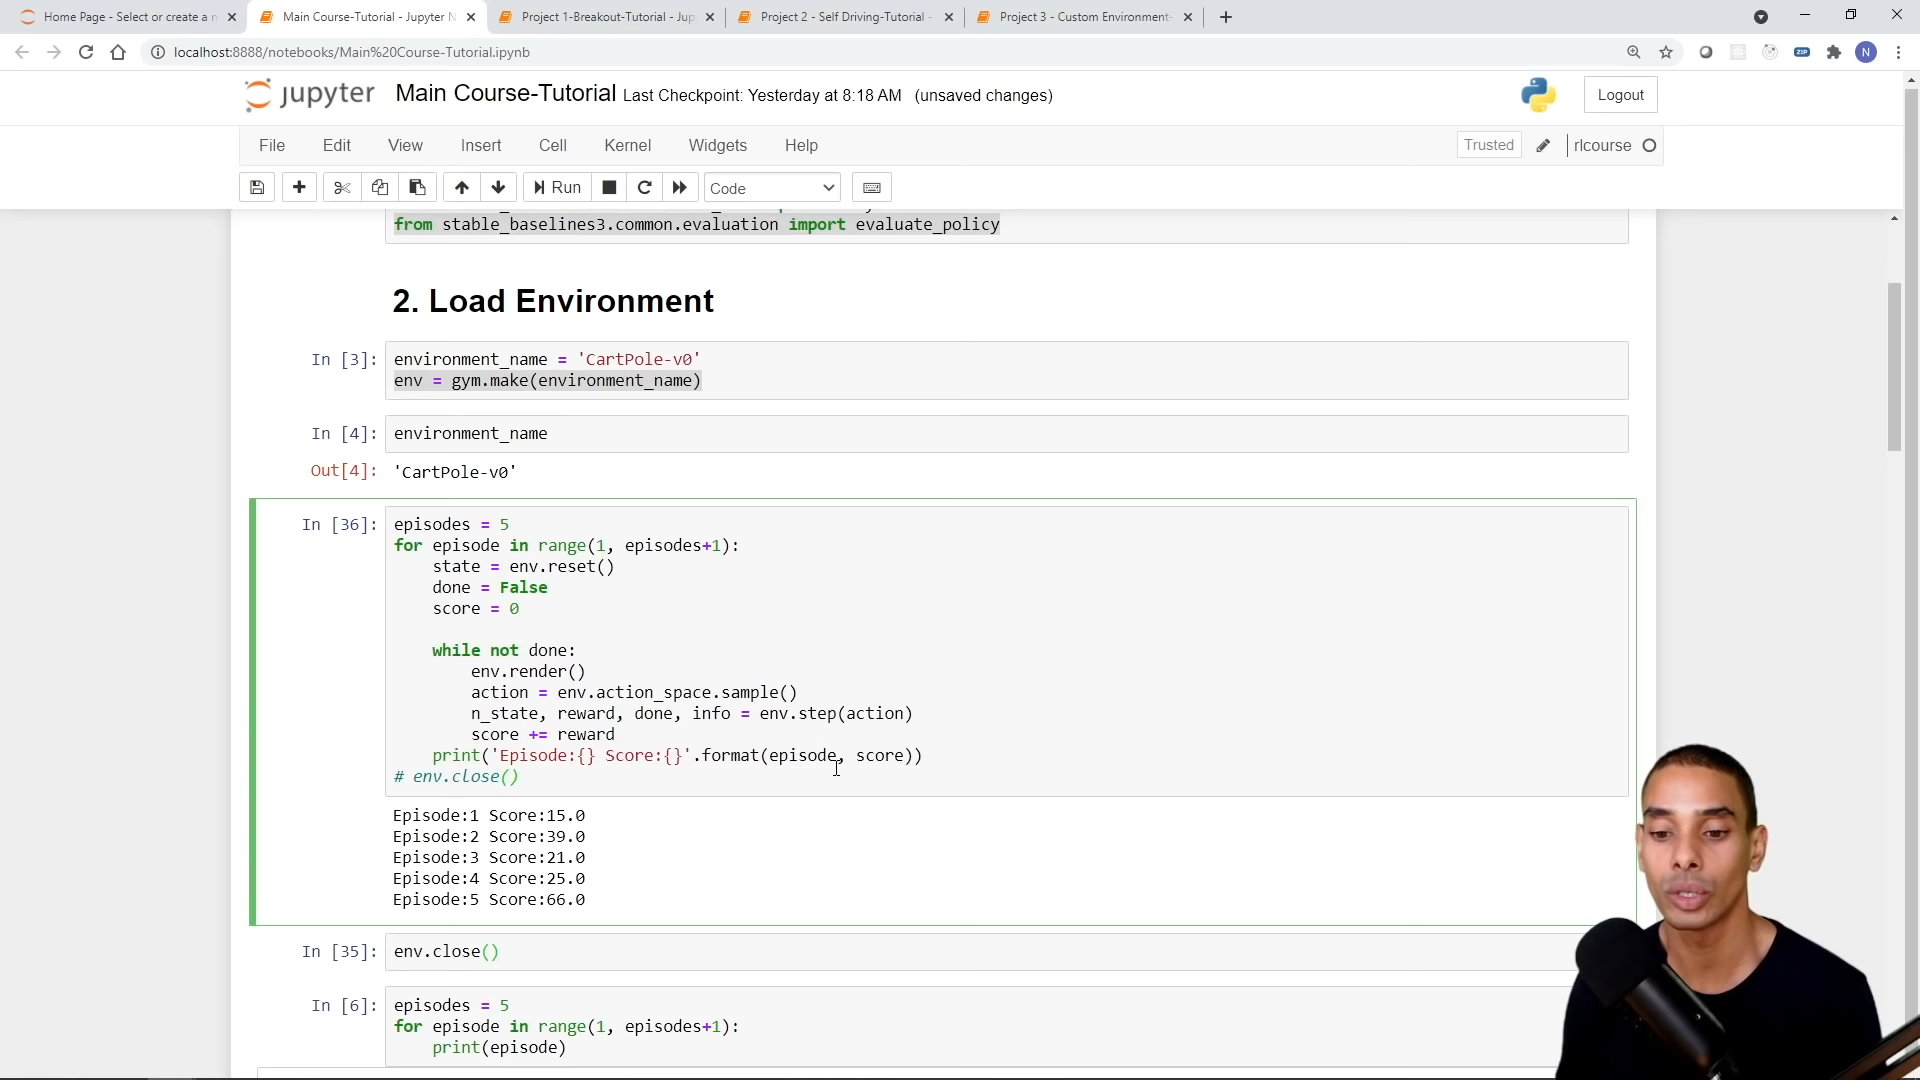 Home Page - Select or create a n
Main Course-Tutorial - Jupyter N
Project 1-Breakout-Tutorial - Jup
Project 2 - Self Driving-Tutorial -
Project 3 - Custom Environment-
localhost:8888/notebooks/Main%20Course-Tutorial.ipynb
ZIP
N
jupyter Main Course-Tutorial Last Checkpoint: Yesterday at 8:18 AM (unsaved changes)
Logout
File Edit View Insert Cell Kernel Widgets Help
Trusted
rlcourse
Run
Code
from stable_baselines3.common.evaluation import evaluate_policy
2. Load Environment
In [3]: environment_name = 'CartPole-v0'
env = gym.make(environment_name)
In [4]: environment_name
Out[4]: 'CartPole-v0'
In [36]: episodes = 5
for episode in range(1, episodes+1):
    state = env.reset()
    done = False
    score = 0
    while not done:
        env.render()
        action = env.action_space.sample()
        n_state, reward, done, info = env.step(action)
        score += reward
    print('Episode:{} Score:{}'.format(episode, score))
# env.close()
Episode:1 Score:15.0
Episode:2 Score:39.0
Episode:3 Score:21.0
Episode:4 Score:25.0
Episode:5 Score:66.0
In [35]: env.close()
In [6]: episodes = 5
for episode in range(1, episodes+1):
    print(episode)